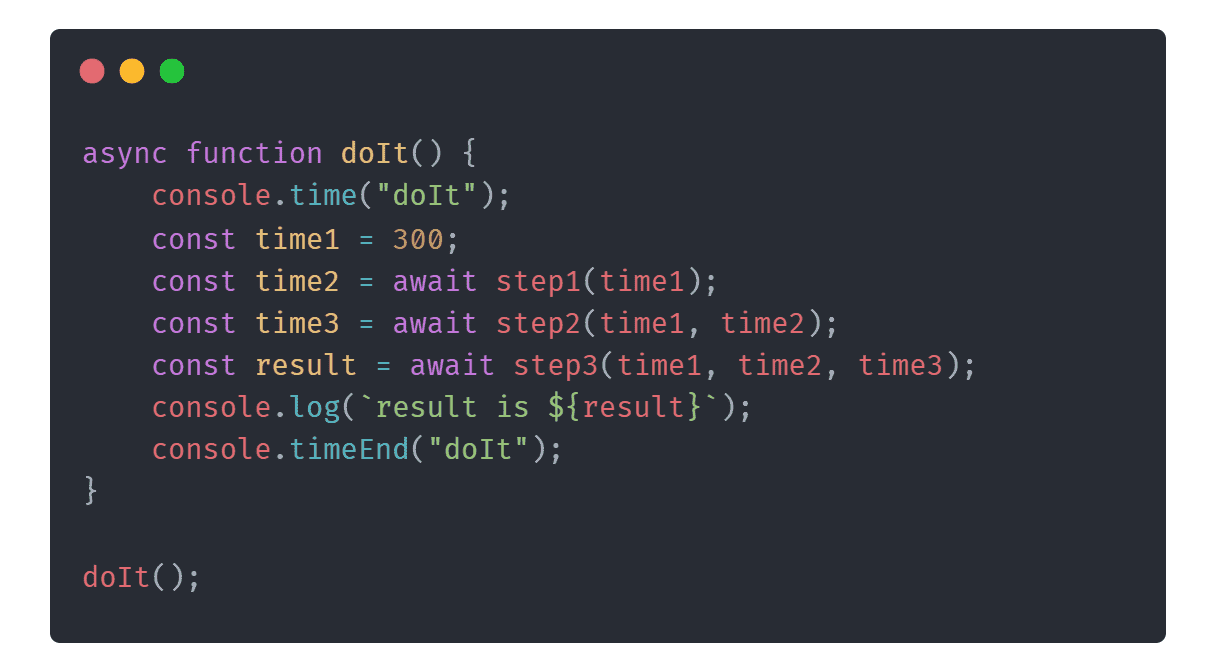 async function doIt() {
    console.time("doIt");
    const time1 = 300;
    const time2 = await step1(time1);
    const time3 = await step2(time1, time2);
    const result = await step3(time1, time2, time3);
    console.log(`result is ${result}`);
    console.timeEnd("doIt");
}

doIt();